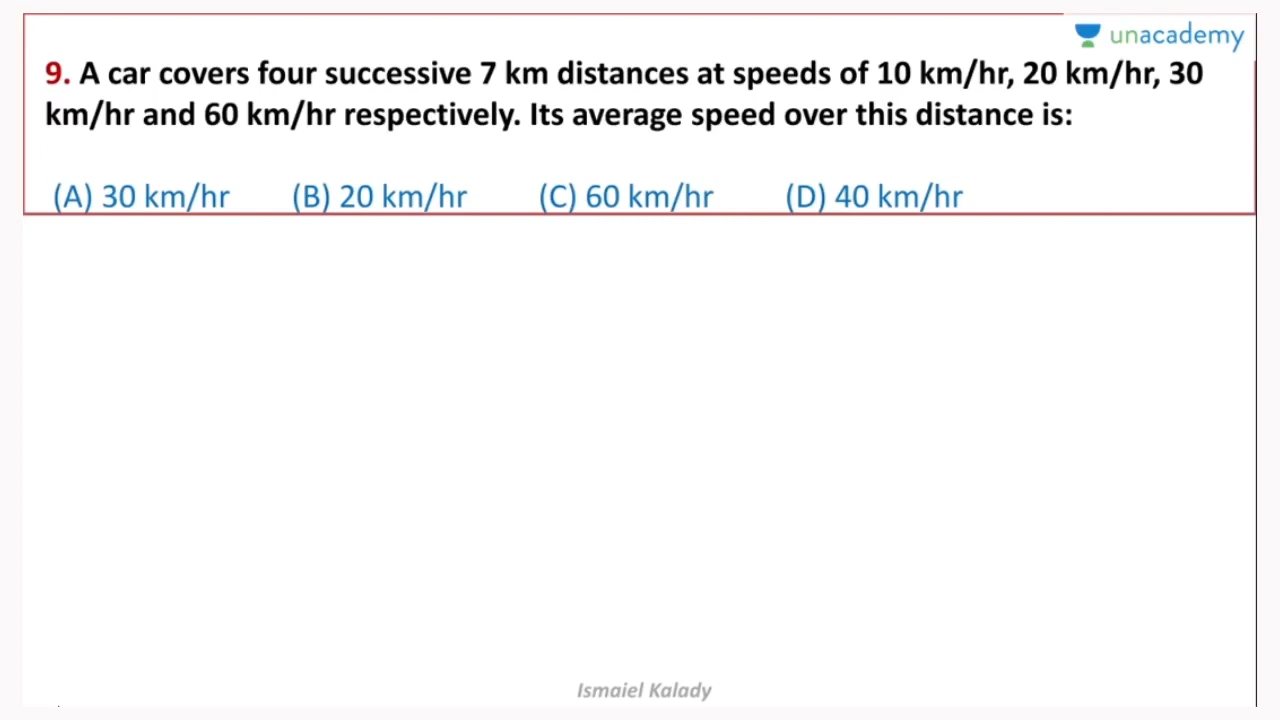 unacademy
9. A car covers four successive 7 km distances at speeds of 10 km/hr, 20 km/hr, 30
km/hr and 60 km/hr respectively. Its average speed over this distance is:
(A) 30 km/hr (B) 20 km/hr (C) 60 km/hr (D) 40 km/hr
Ismaiel Kalady